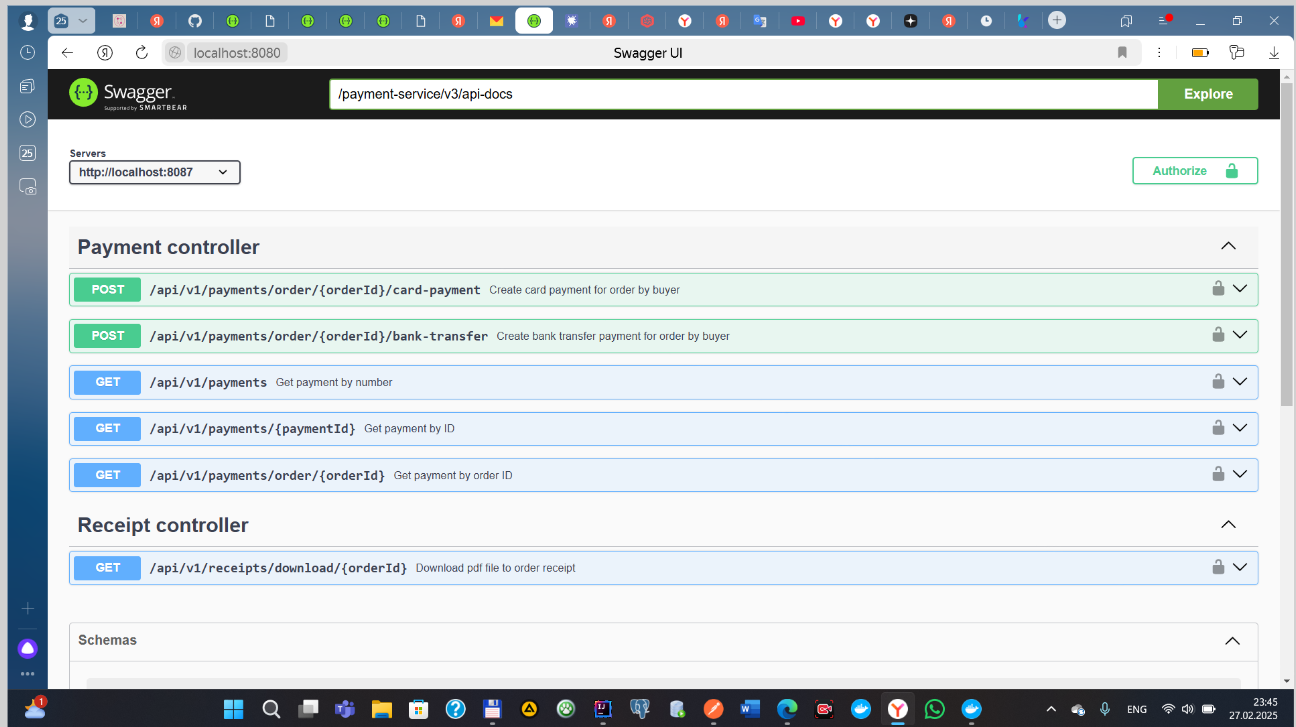 25
localhost:8080
Swagger UI
Swagger.
Supported by SMARTBEAR
/payment-service/v3/api-docs
Explore
Servers
http://localhost:8087
Authorize
25
Payment controller
POST /api/v1/payments/order/{orderId}/card-payment Create card payment for order by buyer
POST /api/v1/payments/order/{orderId}/bank-transfer Create bank transfer payment for order by buyer
GET /api/v1/payments Get payment by number
GET /api/v1/payments/{paymentId} Get payment by ID
GET /api/v1/payments/order/{orderId} Get payment by order ID
Receipt controller
GET /api/v1/receipts/download/{orderId} Download pdf file to order receipt
Schemas
1
ENG
23:45
27.02.2025